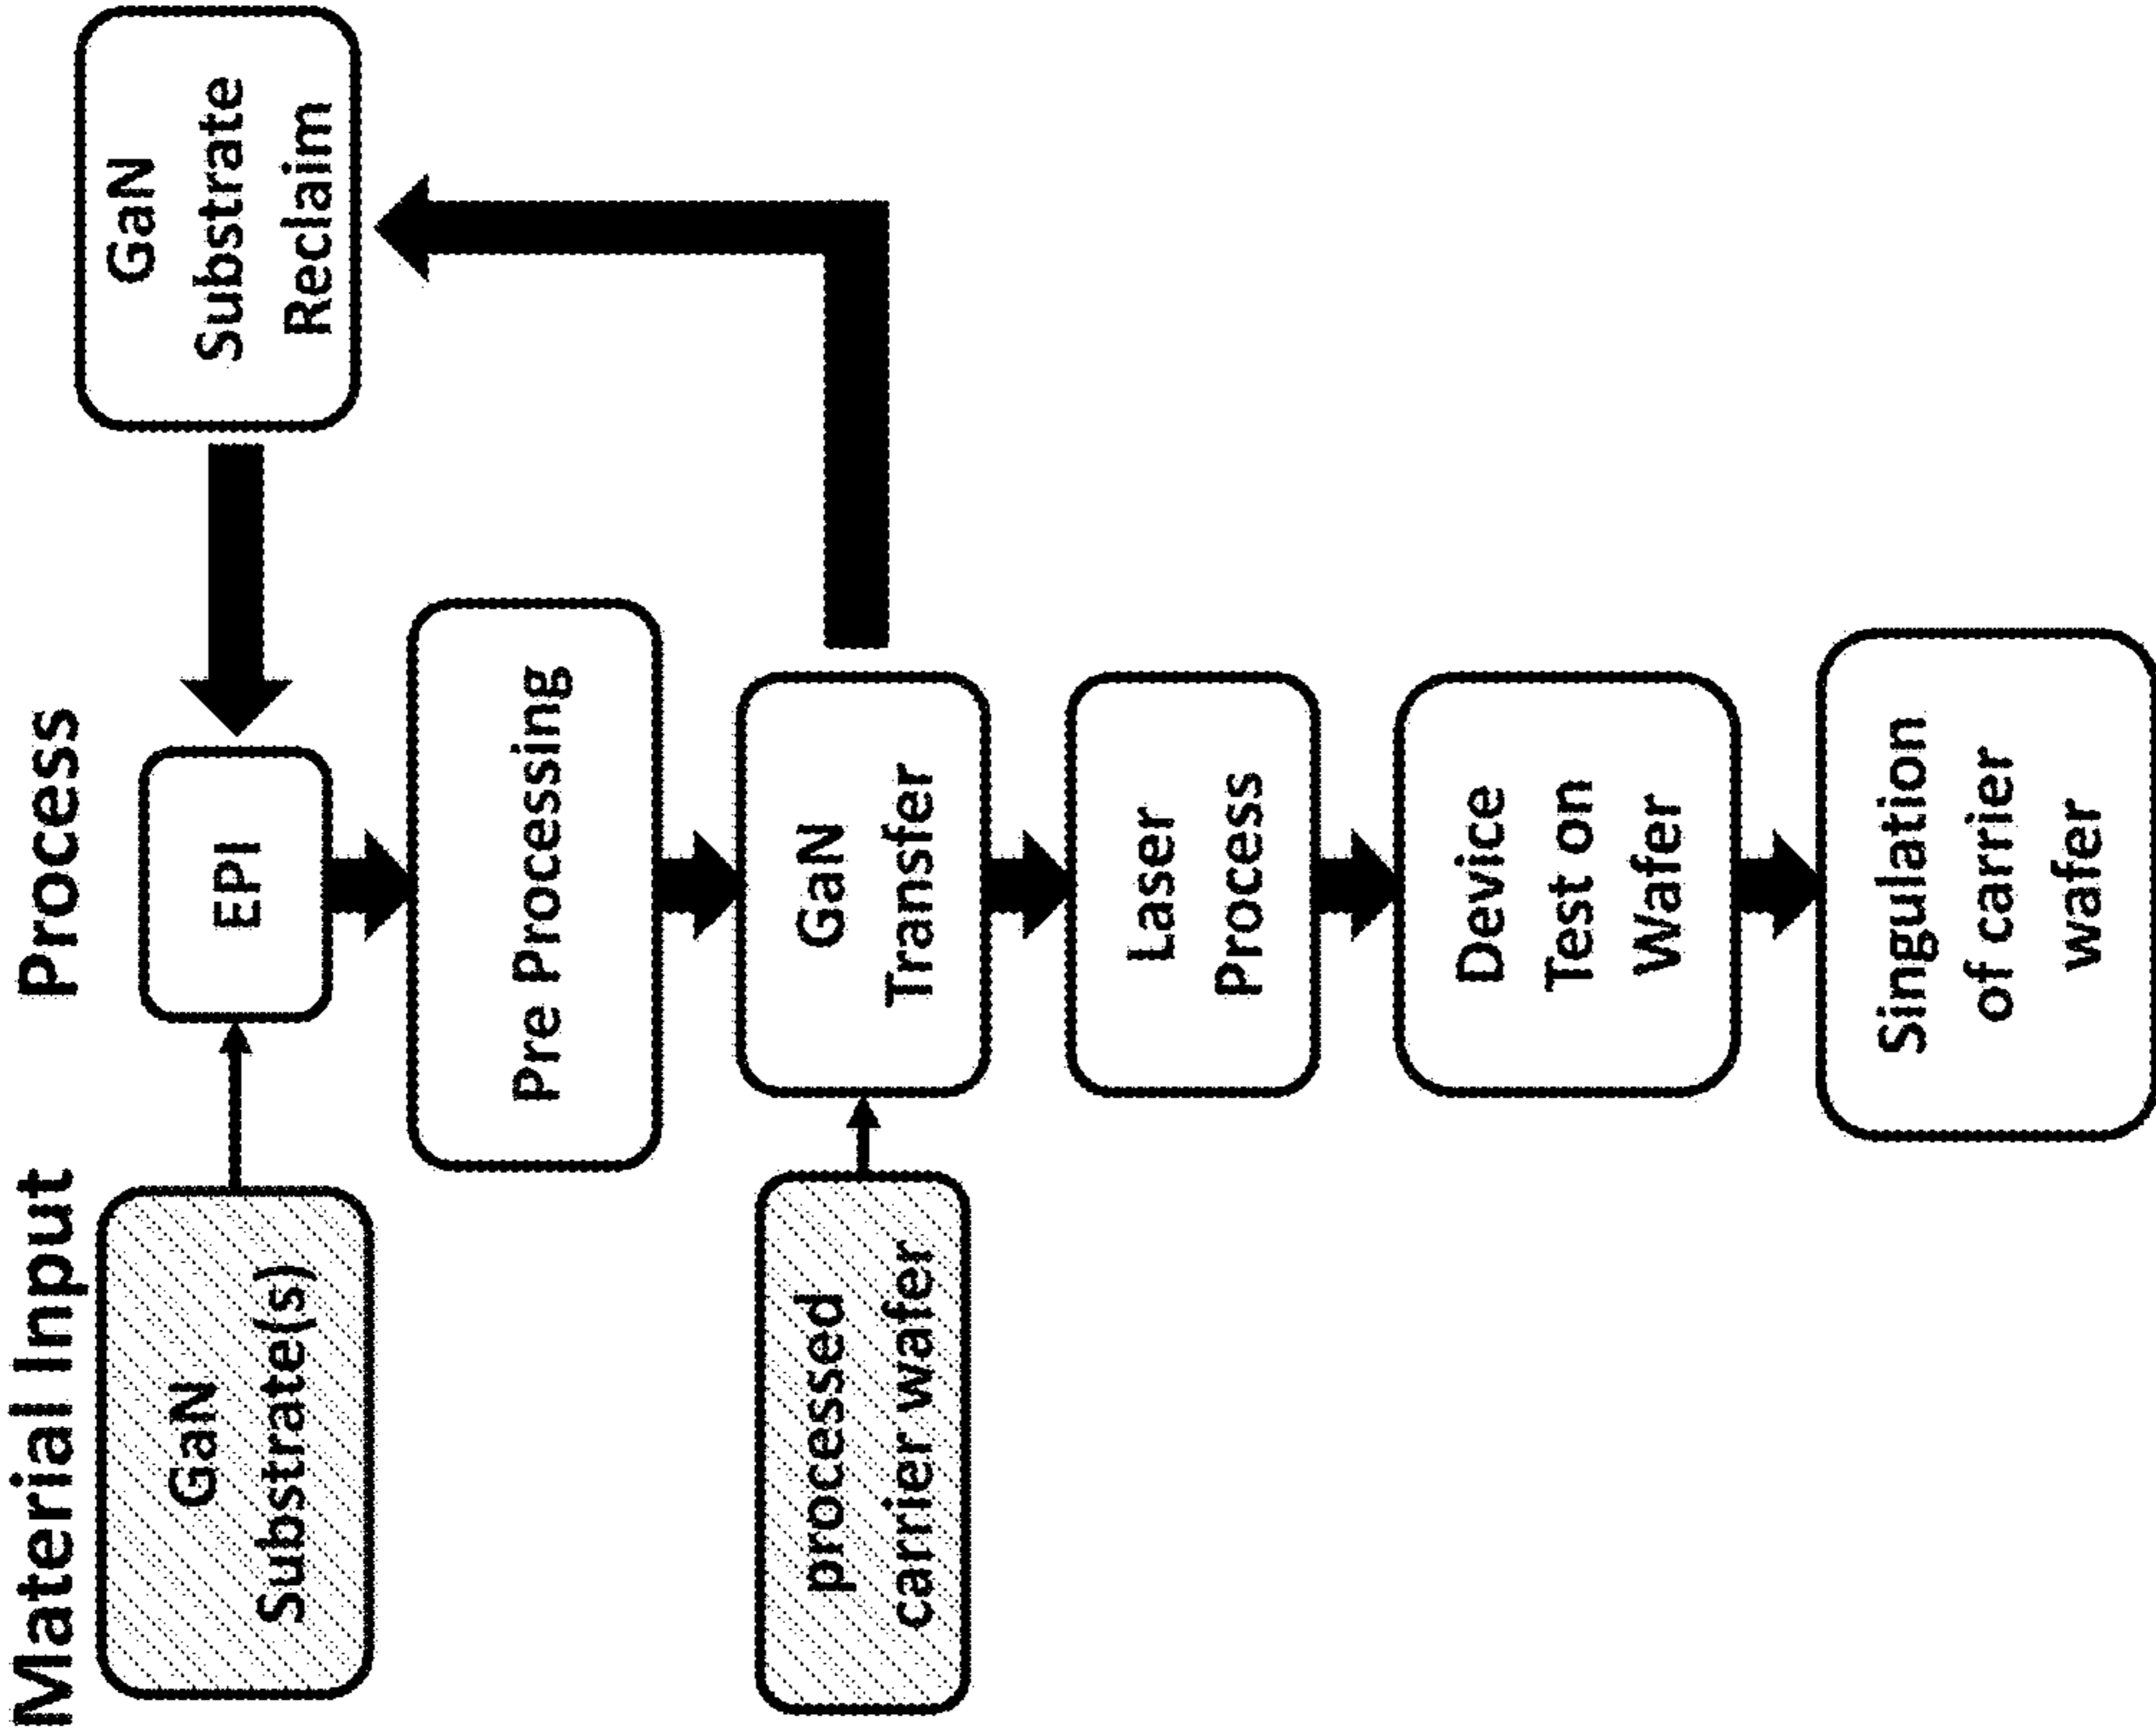 Material Input
Process
GaN
Substrate(s)
EPI
GaN
Substrate
Reclaim
Pre Processing
processed
carrier wafer
GaN
Transfer
Laser
Process
Device
Test on
Wafer
Singulation
of carrier
wafer